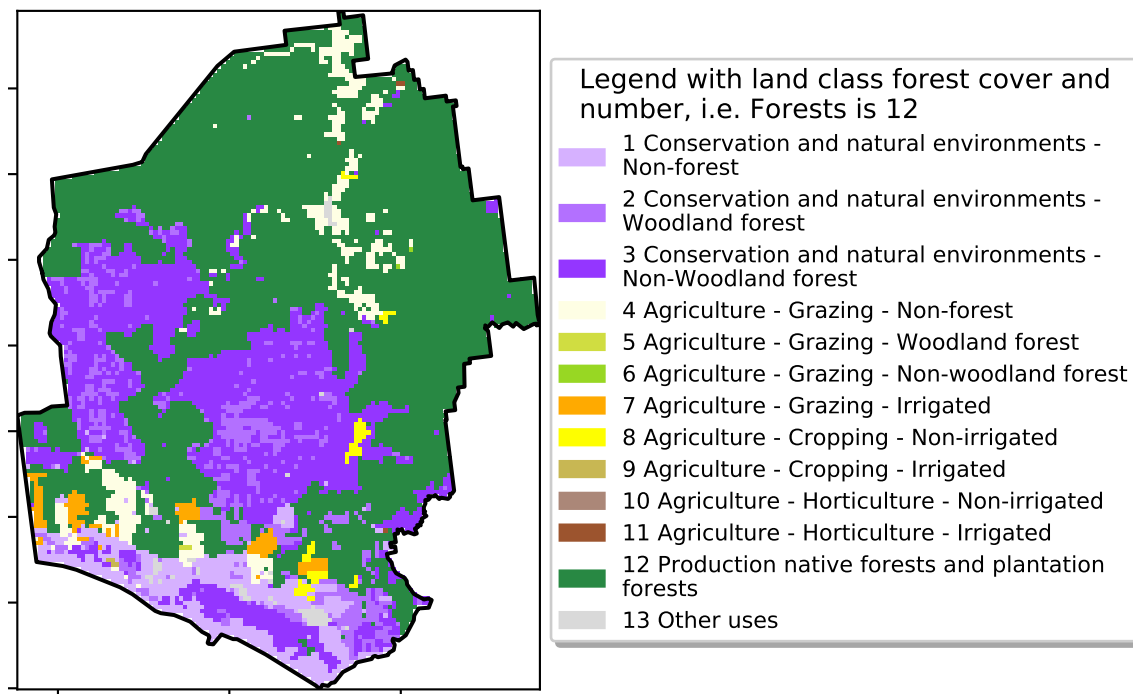 Legend with land class forest cover and
number, i.e. Forests is 12
1 Conservation and natural environments -
Non-forest
2 Conservation and natural environments -
Woodland forest
3 Conservation and natural environments -
Non-Woodland forest
4 Agriculture - Grazing - Non-forest
5 Agriculture - Grazing - Woodland forest
6 Agriculture - Grazing - Non-woodland forest
7 Agriculture - Grazing - Irrigated
8 Agriculture - Cropping - Non-irrigated
9 Agriculture - Cropping - Irrigated
10 Agriculture - Horticulture - Non-irrigated
11 Agriculture - Horticulture - Irrigated
12 Production native forests and plantation
forests
13 Other uses